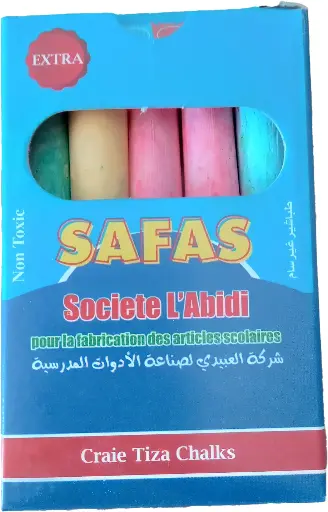 EXTRA
Non Toxic
طباشير غير سام
SAFAS
Societe L'Abidi
pour la fabrication des articles scolaires
شركة العبيدي لصناعة الأدوات المدرسية
Craie Tiza Chalks